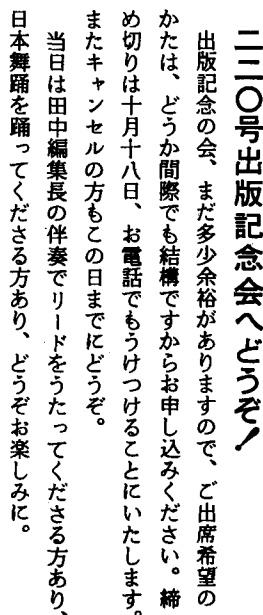 二二〇号出版記念会へどうぞ!
出版記念の会、まだ多少余裕がありますので、ご出席希望の
かたは、どうか間際でも結構ですからお申し込みください。締
め切りは十月十八日、お電話でもうけつけることにいたします。
またキャンセルの方もこの日までにどうぞ。
当日は田中編集長の伴奏でリードをうたってくださる方あり、
日本舞踊を踊ってくださる方あり、どうぞお楽しみに。